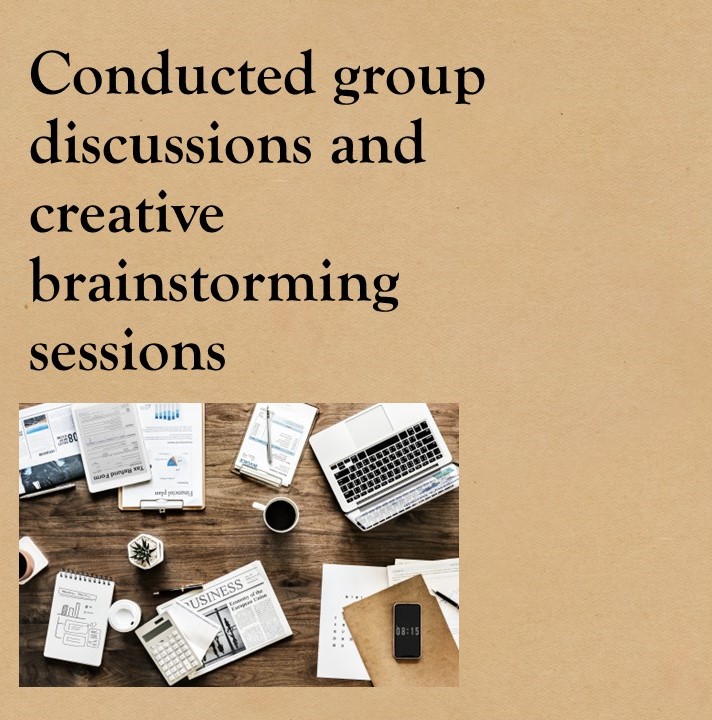 Conducted group
discussions and
creative
brainstorming
sessions
Tax Refund Form
Financial plan
INVOICE
BUSINESS
Economy of the
European Union
08:15